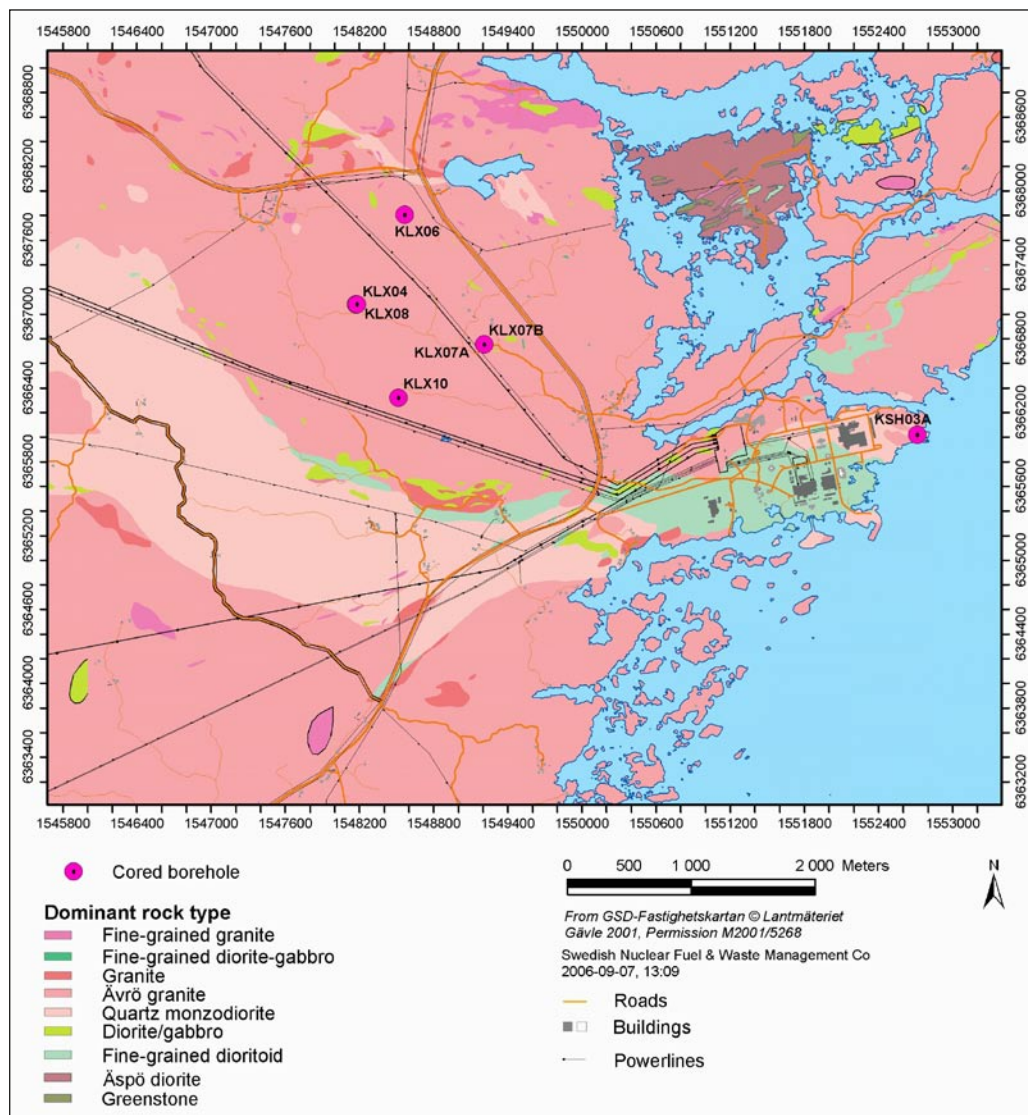 1545800 1546400 1547000 1547600 1548200 1548800 1549400 1550000 1550600 1551200 1551800 1552400 1553000
6368800
6368200
6367600
6367000
6366400
6365800
6365200
6364600
6364000
6363400
6368600
6368000
6367400
6366800
6366200
6365600
6365000
6364400
6363800
6363200
KLX06
KLX04
KLX08
KLX07B
KLX07A
KLX10
KSH03A
1545800 1546400 1547000 1547600 1548200 1548800 1549400 1550000 1550600 1551200 1551800 1552400 1553000
Cored borehole
Dominant rock type
Fine-grained granite
Fine-grained diorite-gabbro
Granite
Ävrö granite
Quartz monzodiorite
Diorite/gabbro
Fine-grained dioritoid
Äspö diorite
Greenstone
0 500 1 000 2 000 Meters
N
From GSD-Fastighetskartan © Lantmäteriet
Gävle 2001, Permission M2001/5268
Swedish Nuclear Fuel & Waste Management Co
2006-09-07, 13:09
Roads
Buildings
Powerlines